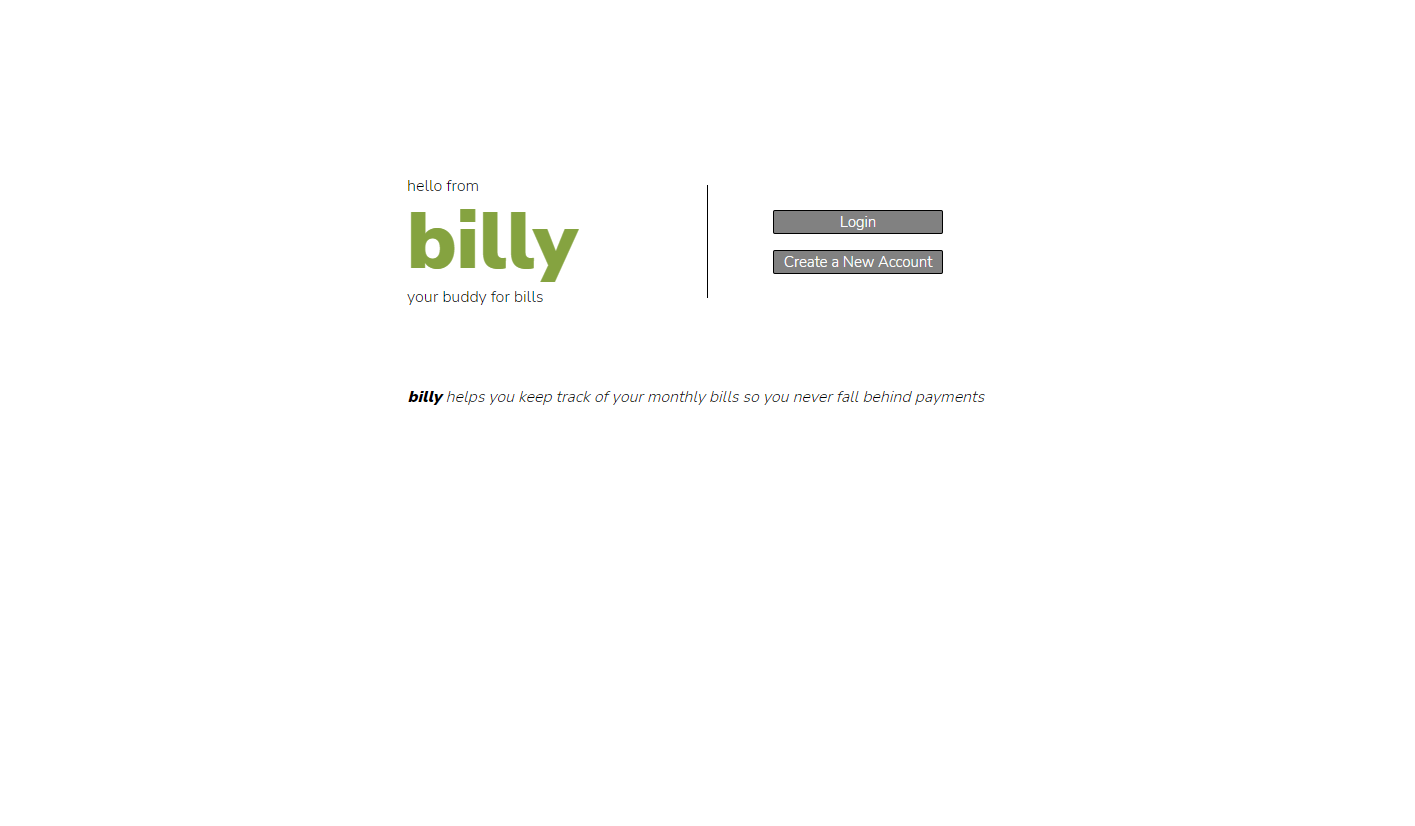 hello from
billy
your buddy for bills
Login
Create a New Account
billy helps you keep track of your monthly bills so you never fall behind payments